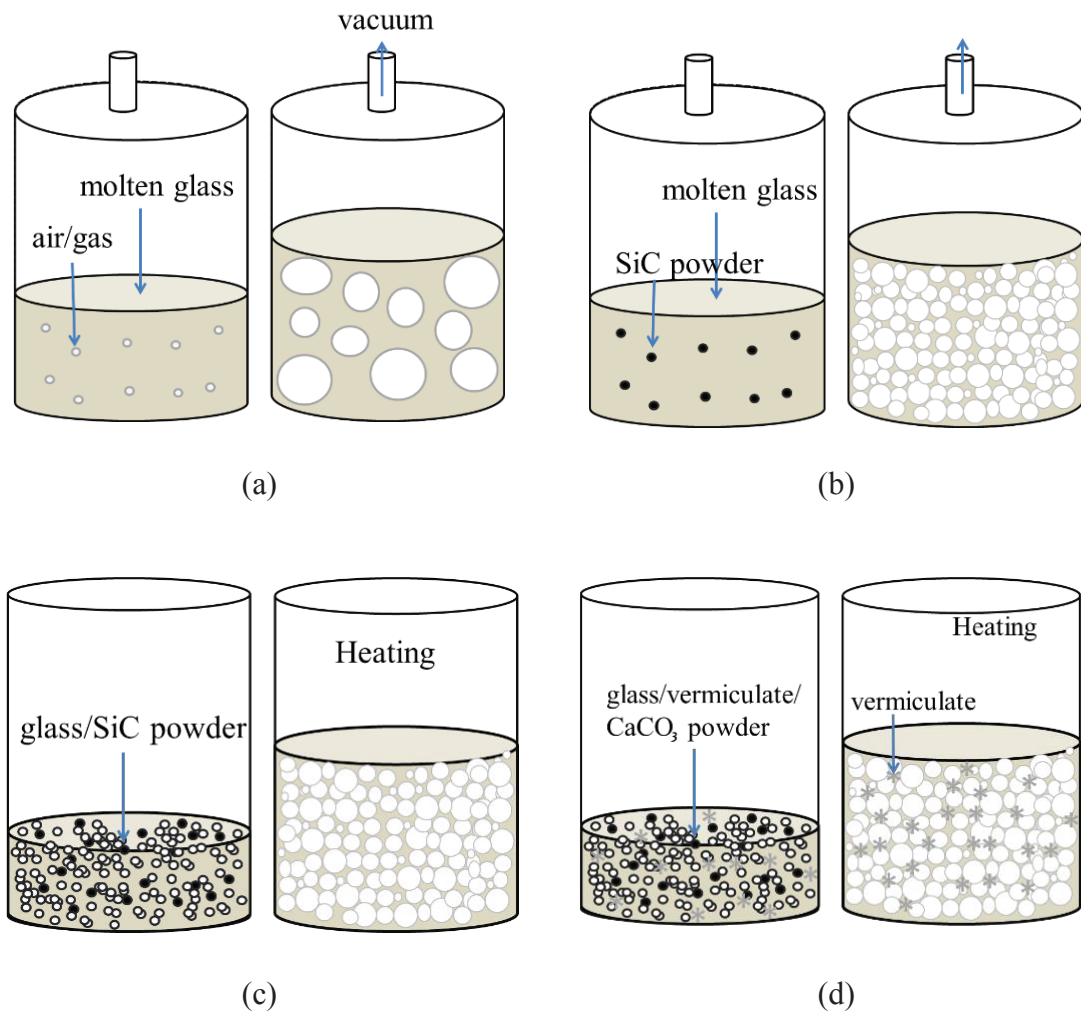 vacuum
molten glass
air/gas
molten glass
SiC powder
(a)
(b)
Heating
glass/SiC powder
Heating
glass/vermiculate/
CaCO₃ powder
vermiculate
(c)
(d)